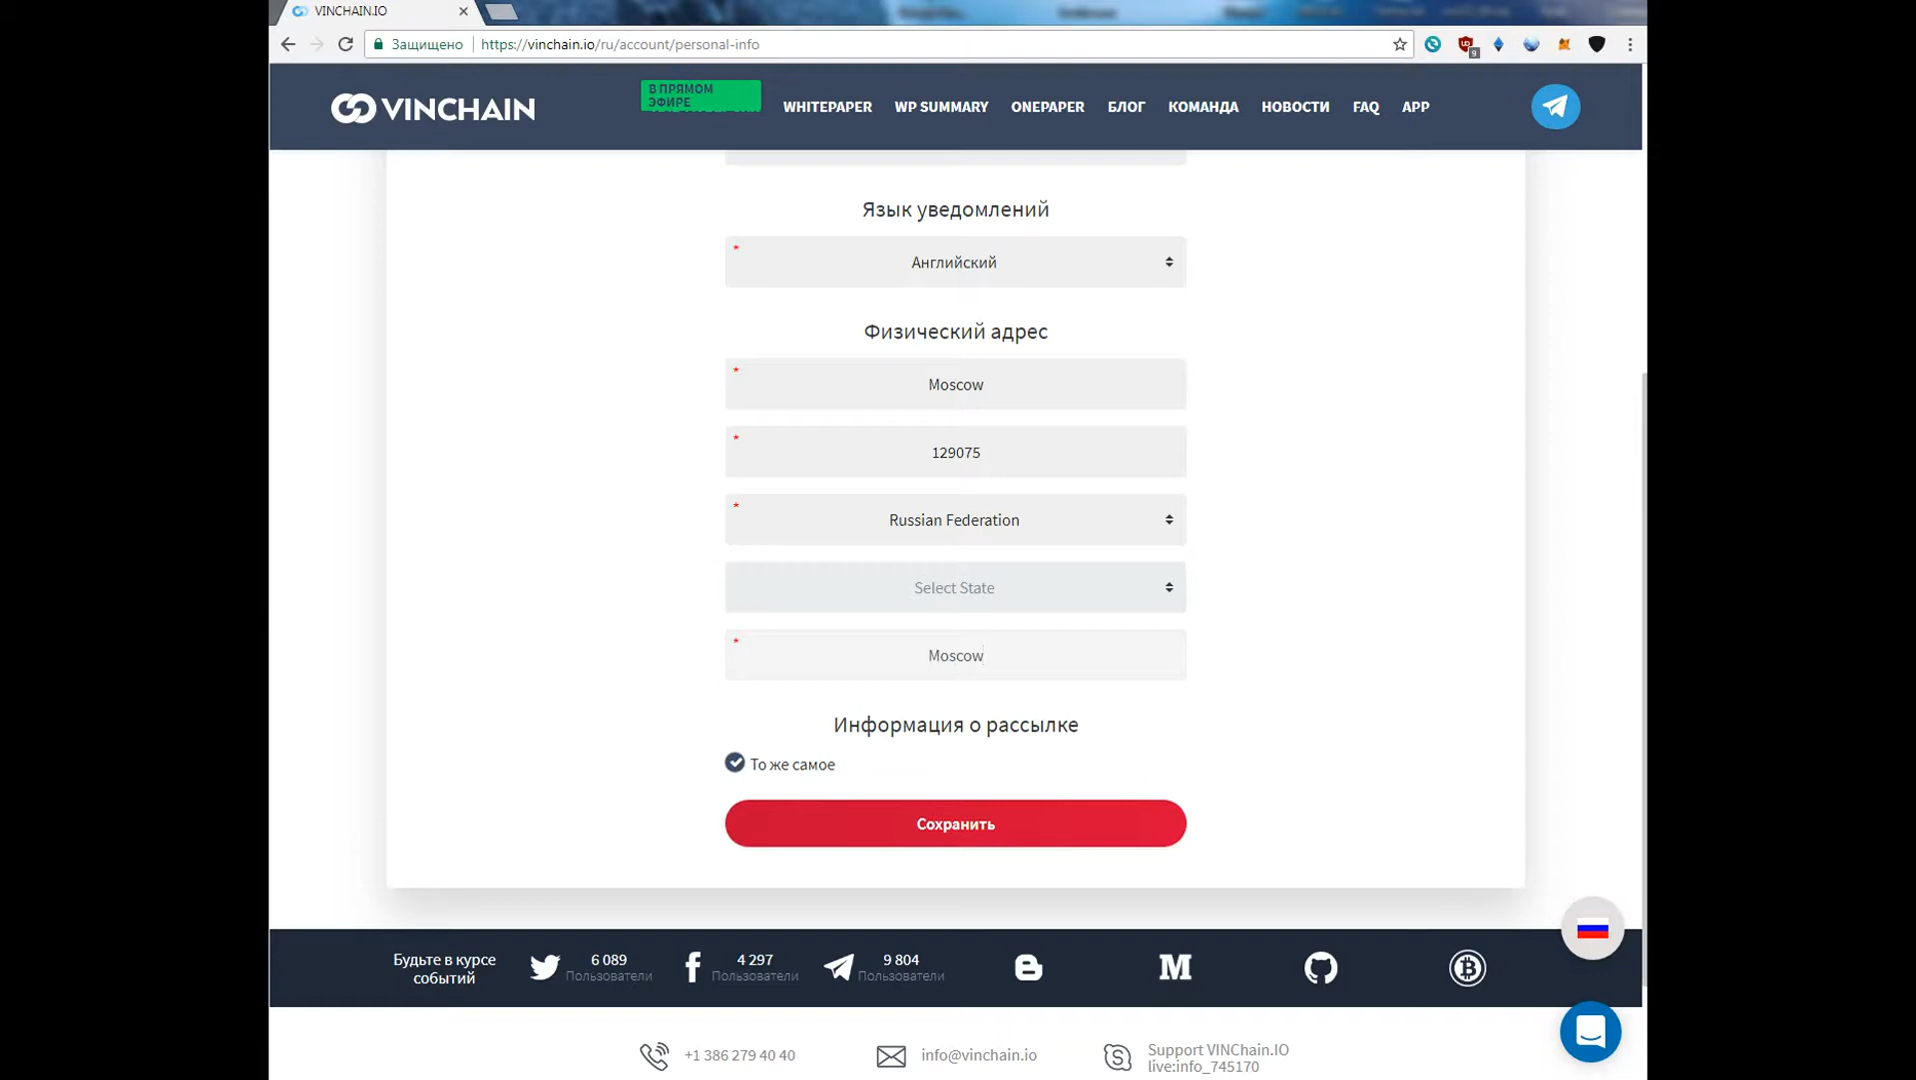 VINCHAIN.IO
Защищено
https://vinchain.io/ru/account/personal-info
9
VINCHAIN
В ПРЯМОМ
ЭФИРЕ
WHITEPAPER
WP SUMMARY
ONEPAPER
БЛОГ
КОМАНДА
НОВОСТИ
FAQ
APP
Язык уведомлений
* Английский
Физический адрес
* Moscow
* 129075
* Russian Federation
Select State
* Moscow
Информация о рассылке
То же самое
Сохранить
Будьте в курсе
событий
6 089
Пользователи
4 297
Пользователи
9 804
Пользователи
+1 386 279 40 40
info@vinchain.io
Support VINChain.IO
live:info_745170